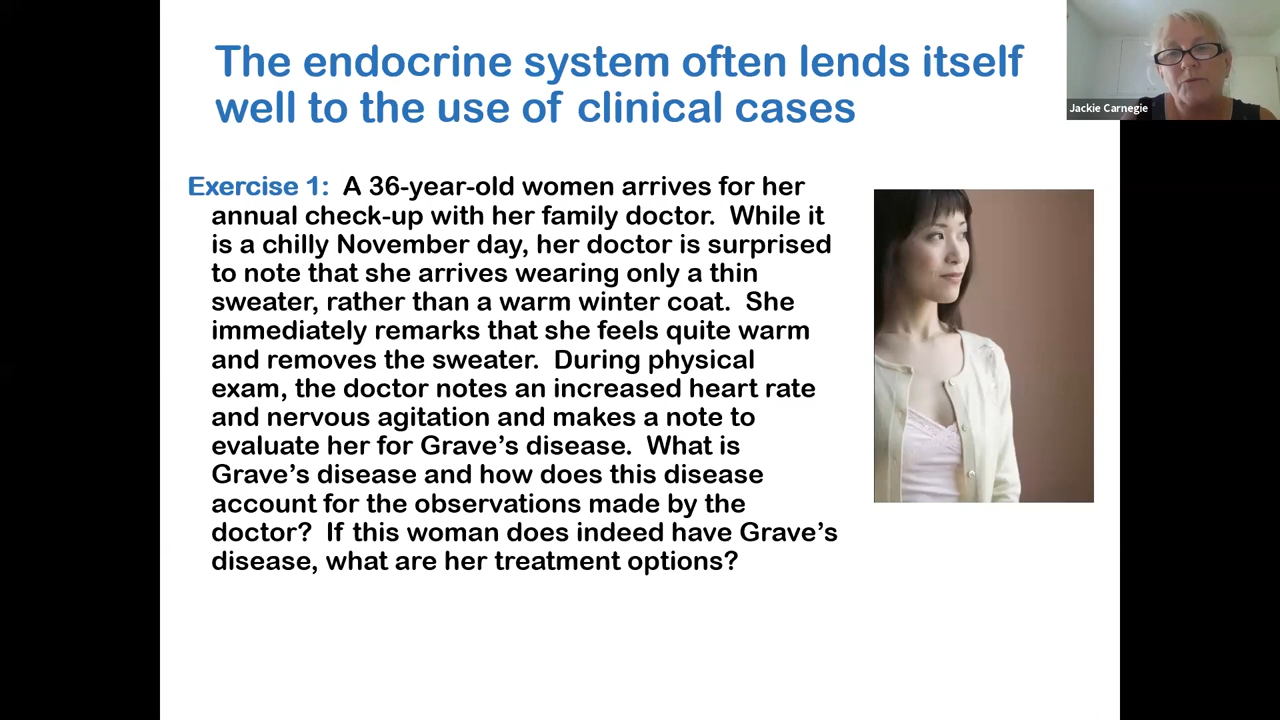 The endocrine system often lends itself
well to the use of clinical cases
Jackie Carnegie
Exercise 1: A 36-year-old women arrives for her
annual check-up with her family doctor. While it
is a chilly November day, her doctor is surprised
to note that she arrives wearing only a thin
sweater, rather than a warm winter coat. She
immediately remarks that she feels quite warm
and removes the sweater. During physical
exam, the doctor notes an increased heart rate
and nervous agitation and makes a note to
evaluate her for Grave’s disease. What is
Grave’s disease and how does this disease
account for the observations made by the
doctor? If this woman does indeed have Grave’s
disease, what are her treatment options?